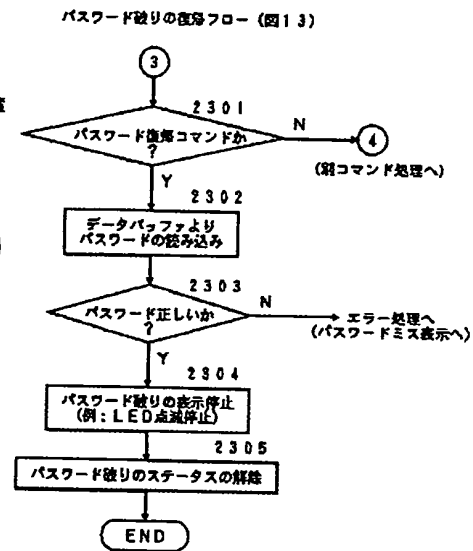 パスワード破りの復帰フロー (図13)
3
2301
パスワード復帰コマンドか
?
N
4
(別コマンド処理へ)
Y
2302
データバッファより
パスワードの読み込み
2303
パスワード正しいか
?
N
エラー処理へ
(パスワードミス表示へ)
Y
2304
パスワード破りの表示停止
(例:LED点滅停止)
2305
パスワード破りのステータスの解除
END